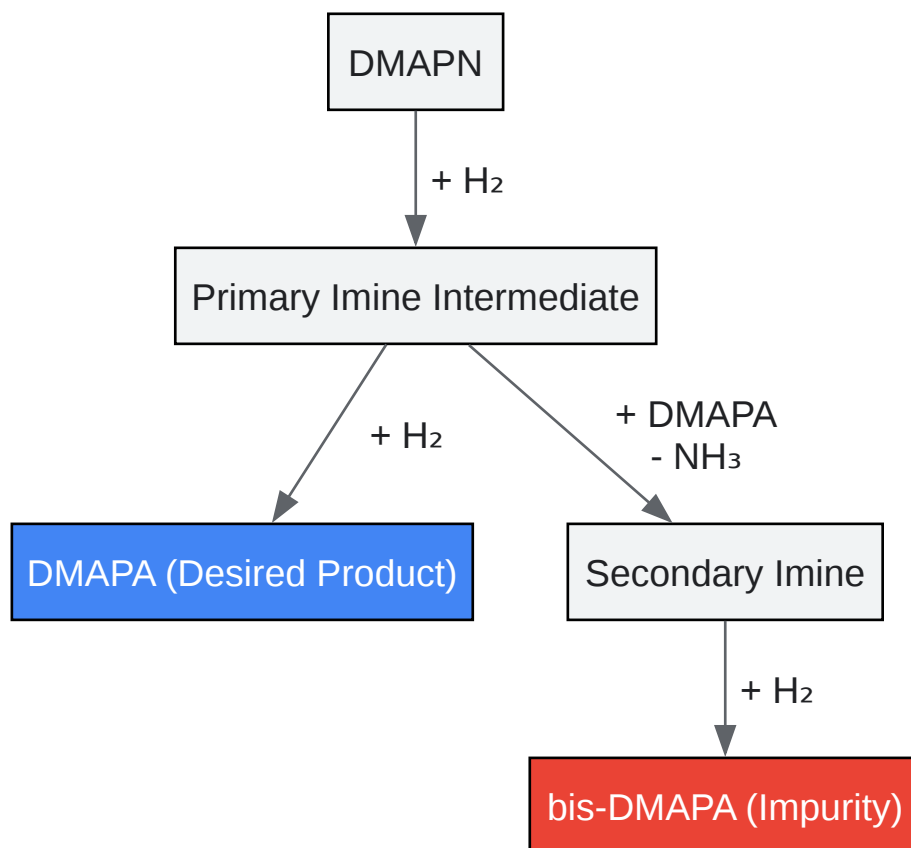 DMAPN
+ H₂
Primary Imine Intermediate
+ H₂
+ DMAPA
- NH₃
DMAPA (Desired Product)
Secondary Imine
+ H₂
bis-DMAPA (Impurity)